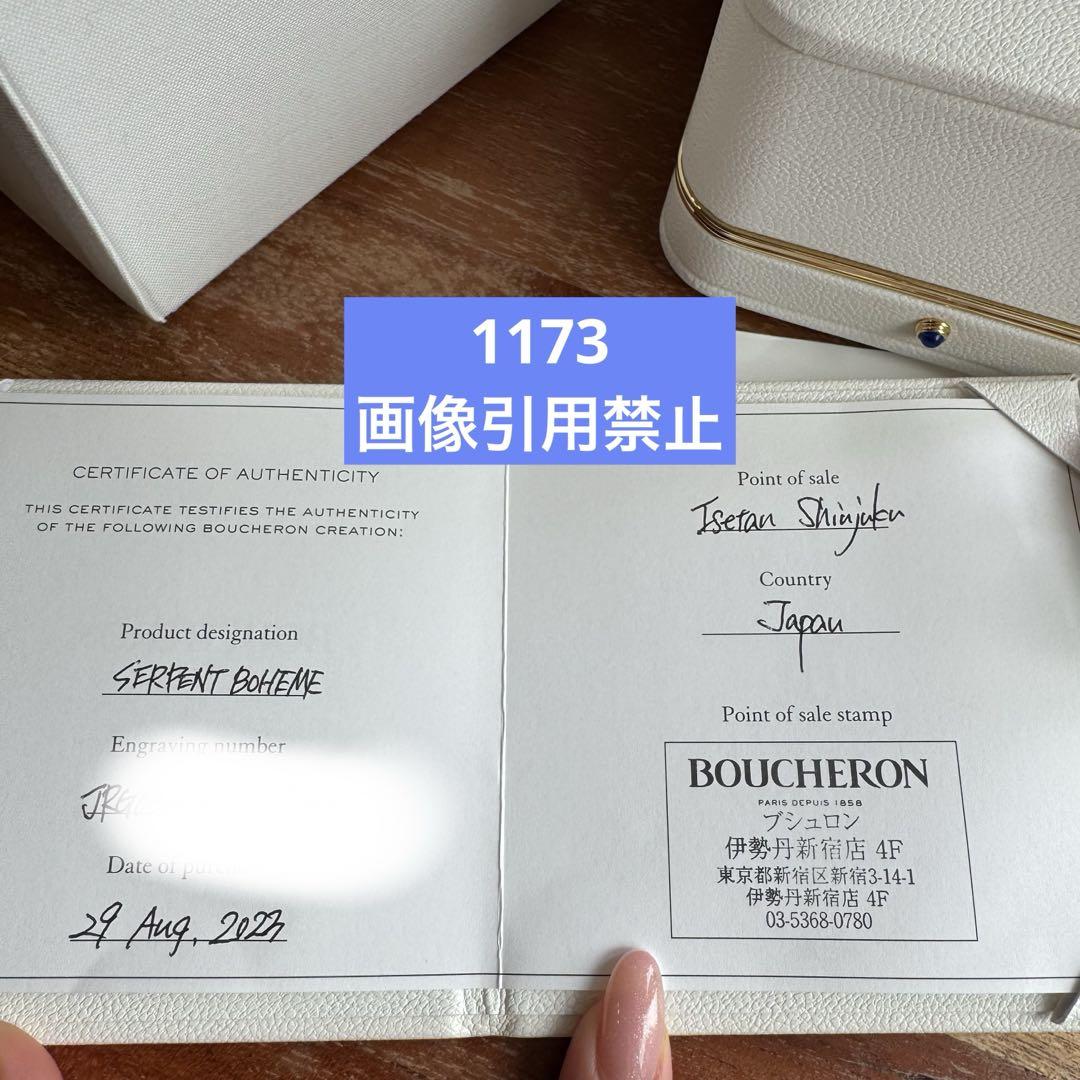 1173
画像引用禁止
CERTIFICATE OF AUTHENTICITY
THIS CERTIFICATE TESTIFIES THE AUTHENTICITY
OF THE FOLLOWING BOUCHERON CREATION:
Product designation
SERPENT BOHEME
Engraving number
JRG
Date of
29 Aug, 2023
Point of sale
Isetan Shinjuku
Country
Japan
Point of sale stamp
BOUCHERON
PARIS DEPUIS 1858
ブシュロン
伊勢丹新宿店 4F
東京都新宿区新宿3-14-1
伊勢丹新宿店 4F
03-5368-0780